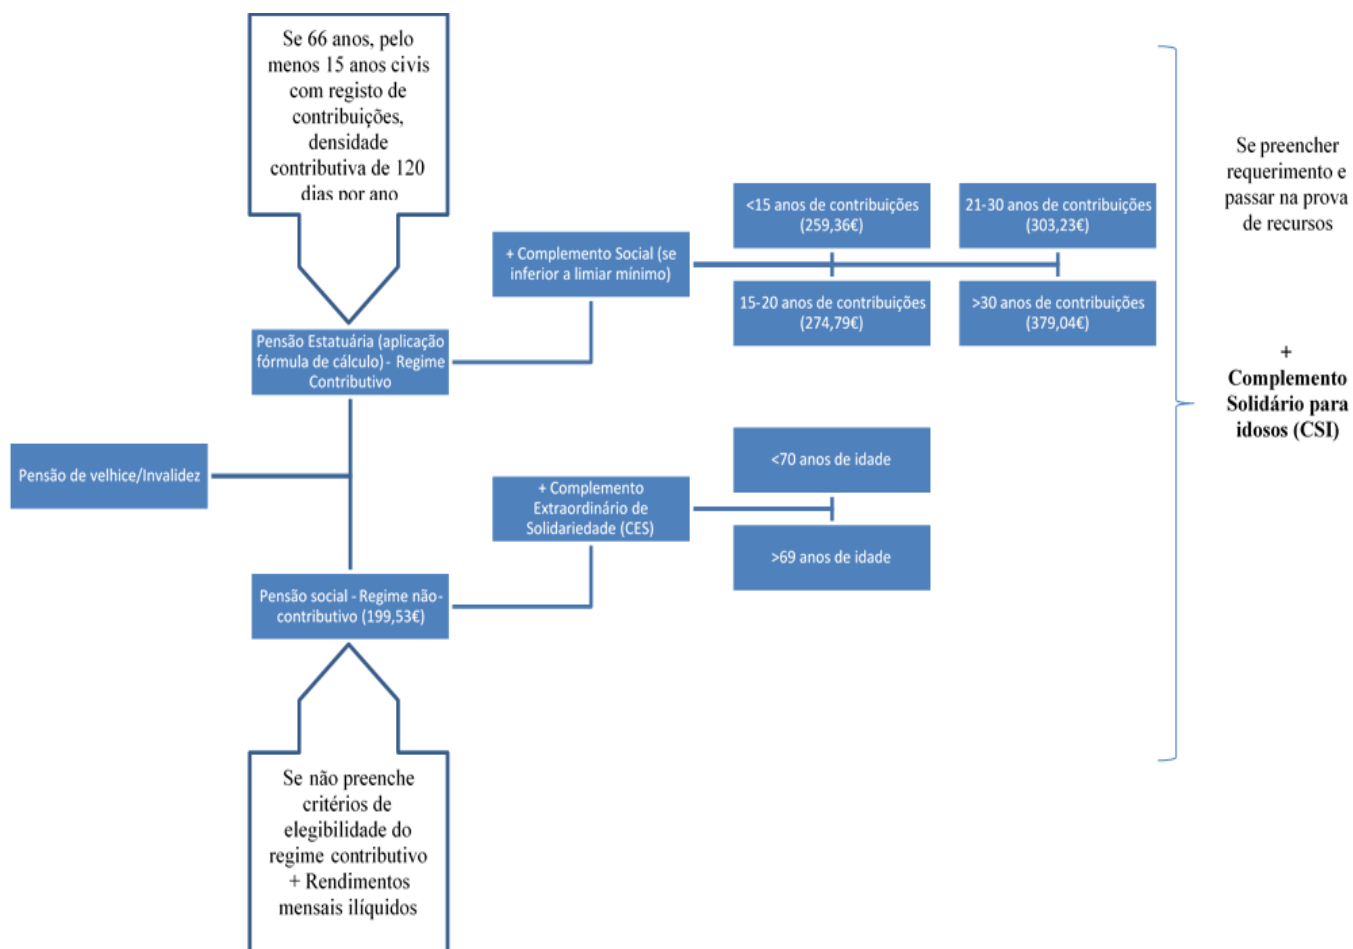 Se 66 anos, pelo
menos 15 anos civis
com registo de
contribuições,
densidade
contributiva de 120
dias por ano
Pensão de velhice/Invalidez
Pensão Estatuária (aplicação
fórmula de cálculo) - Regime
Contributivo
+ Complemento Social (se
inferior a limiar mínimo)
<15 anos de contribuições
(259,36€)
21-30 anos de contribuições
(303,23€)
15-20 anos de contribuições
(274,79€)
>30 anos de contribuições
(379,04€)
Pensão social - Regime não-
contributivo (199,53€)
+ Complemento
Extraordinário de
Solidariedade (CES)
<70 anos de idade
>69 anos de idade
Se não preenche
critérios de
elegibilidade do
regime contributivo
+ Rendimentos
mensais ilíquidos
Se preencher
requerimento e
passar na prova
de recursos
+
Complemento
Solidário para
idosos (CSI)